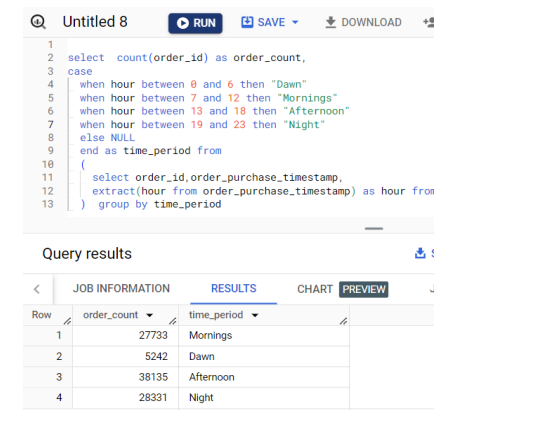 Untitled 8 RUN SAVE DOWNLOAD
1
2 select count(order_id) as order_count,
3 case
4 when hour between 0 and 6 then "Dawn"
5 when hour between 7 and 12 then "Mornings"
6 when hour between 13 and 18 then "Afternoon"
7 when hour between 19 and 23 then "Night"
8 else NULL
9 end as time_period from
10 (
11 select order_id,order_purchase_timestamp,
12 extract(hour from order_purchase_timestamp) as hour from
13 ) group by time_period
Query results
JOB INFORMATION RESULTS CHART PREVIEW
Row order_count time_period
1 27733 Mornings
2 5242 Dawn
3 38135 Afternoon
4 28331 Night